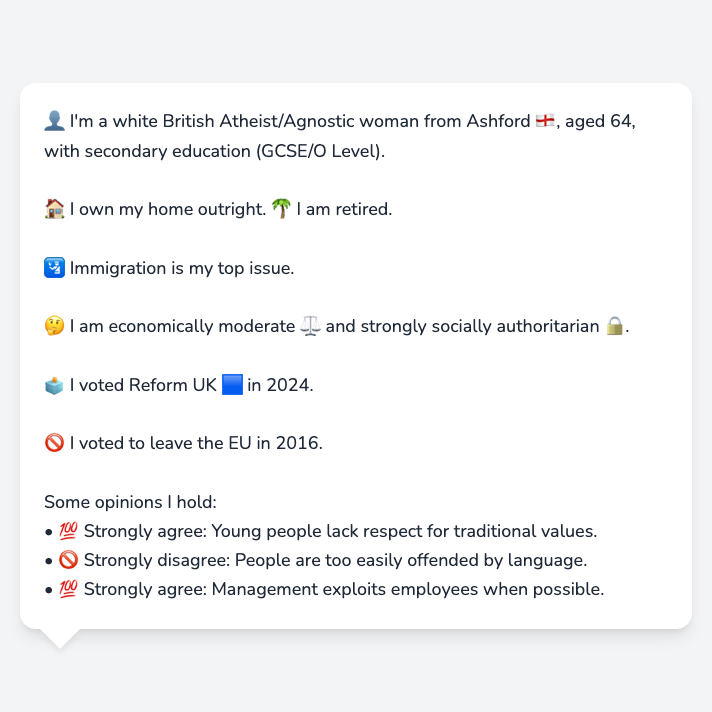 👤 I'm a white British Atheist/Agnostic woman from Ashford 🏴󠁧󠁢󠁥󠁮󠁧󠁿, aged 64,
with secondary education (GCSE/O Level).
🏠 I own my home outright. 🌴 I am retired.
🛂 Immigration is my top issue.
🤔 I am economically moderate ⚖️ and strongly socially authoritarian 🔒.
🗳️ I voted Reform UK 🟦 in 2024.
🚫 I voted to leave the EU in 2016.
Some opinions I hold:
• 💯 Strongly agree: Young people lack respect for traditional values.
• 🚫 Strongly disagree: People are too easily offended by language.
• 💯 Strongly agree: Management exploits employees when possible.